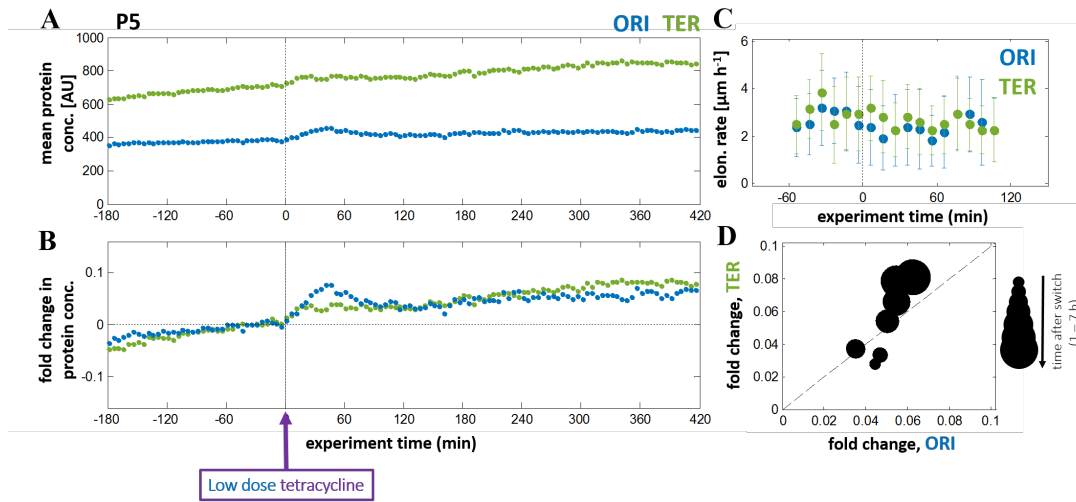 A
P5
ORI TER
mean protein
conc. [AU]
1000
800
600
400
200
0
-180 -120 -60 0 60 120 180 240 300 360 420
B
fold change in
protein conc.
0.1
0
-0.1
-180 -120 -60 0 60 120 180 240 300 360 420
experiment time (min)
Low dose tetracycline
C
ORI
TER
elon. rate [µm h⁻¹]
6
4
2
0
-60 0 60 120
experiment time (min)
D
fold change, TER
0.1
0.08
0.06
0.04
0.02
0
0 0.02 0.04 0.06 0.08 0.1
fold change, ORI
time after switch
(1 – 7 h)